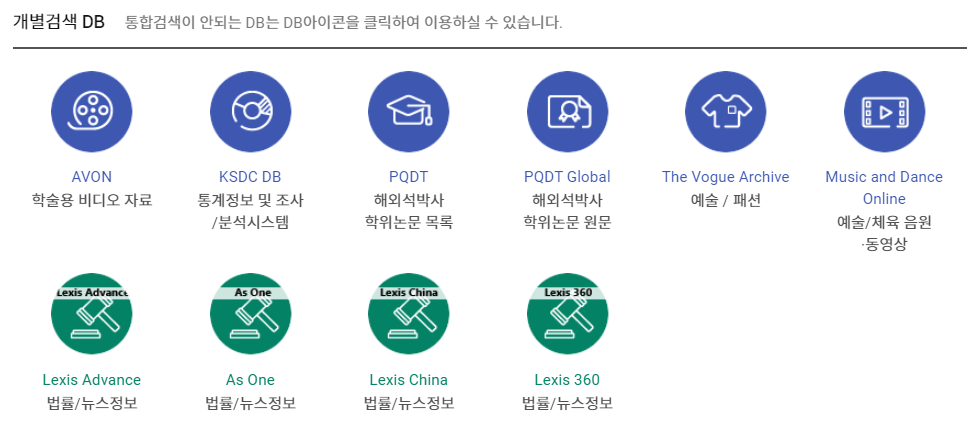 개별검색 DB 통합검색이 안되는 DB는 DB아이콘을 클릭하여 이용하실 수 있습니다.
AVON
학술용 비디오 자료
KSDC DB
통계정보 및 조사
/분석시스템
PQDT
해외석박사
학위논문 목록
PQDT Global
해외석박사
학위논문 원문
The Vogue Archive
예술 / 패션
Music and Dance
Online
예술/체육 음원
·동영상
Lexis Advance
Lexis Advance
법률/뉴스정보
As One
As One
법률/뉴스정보
Lexis China
Lexis China
법률/뉴스정보
Lexis 360
Lexis 360
법률/뉴스정보